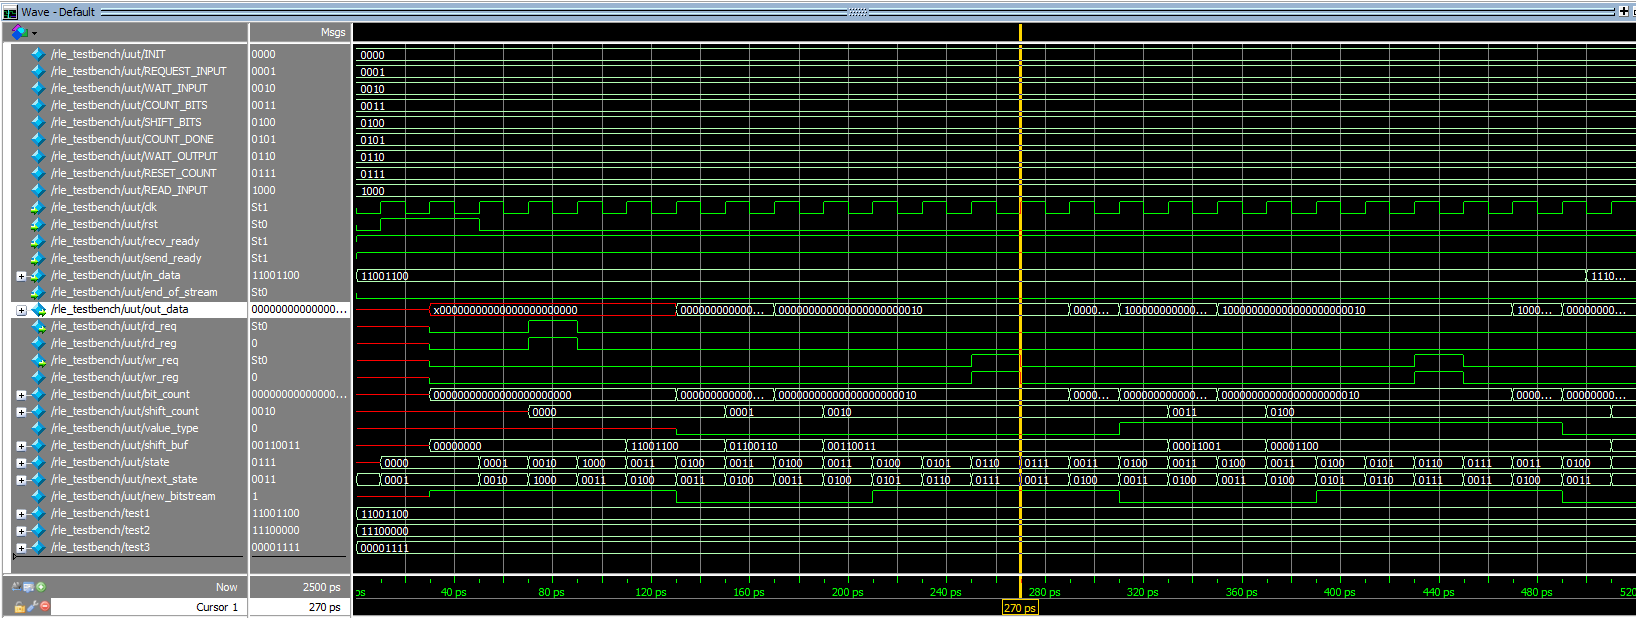 Wave - Default
Msgs
/rle_testbench/uut/INIT 0000 0000
/rle_testbench/uut/REQUEST_INPUT 0001 0001
/rle_testbench/uut/WAIT_INPUT 0010 0010
/rle_testbench/uut/COUNT_BITS 0011 0011
/rle_testbench/uut/SHIFT_BITS 0100 0100
/rle_testbench/uut/COUNT_DONE 0101 0101
/rle_testbench/uut/WAIT_OUTPUT 0110 0110
/rle_testbench/uut/RESET_COUNT 0111 0111
/rle_testbench/uut/READ_INPUT 1000 1000
/rle_testbench/uut/clk St1
/rle_testbench/uut/rst St0
/rle_testbench/uut/recv_ready St1
/rle_testbench/uut/send_ready St1
/rle_testbench/uut/in_data 11001100 11001100 1110...
/rle_testbench/uut/end_of_stream St0
/rle_testbench/uut/out_data 00000000000000... x00000000000000000000000 000000000000... 000000000000000000000010 0000... 100000000000... 100000000000000000000010 1000... 00000000...
/rle_testbench/uut/rd_req St0
/rle_testbench/uut/rd_reg 0
/rle_testbench/uut/wr_req St0
/rle_testbench/uut/wr_reg 0
/rle_testbench/uut/bit_count 00000000000000... 00000000000000000000000 000000000000... 00000000000000000000010 0000... 000000000000... 00000000000000000000010 0000... 00000000...
/rle_testbench/uut/shift_count 0010 0000 0001 0010 0011 0100
/rle_testbench/uut/value_type 0
/rle_testbench/uut/shift_buf 00110011 00000000 11001100 01100110 00110011 00011001 00001100
/rle_testbench/uut/state 0111 0000 0001 0010 1000 0011 0100 0011 0100 0011 0100 0101 0110 0111 0011 0100 0011 0100 0011 0100 0101 0110 0111 0011 0100
/rle_testbench/uut/next_state 0011 0001 0010 1000 0011 0100 0011 0100 0011 0100 0101 0110 0111 0011 0100 0011 0100 0011 0100 0101 0110 0111 0011 0100 0011
/rle_testbench/uut/new_bitstream 1
/rle_testbench/test1 11001100 11001100
/rle_testbench/test2 11100000 11100000
/rle_testbench/test3 00001111 00001111
Now 2500 ps ps 40 ps 80 ps 120 ps 160 ps 200 ps 240 ps 280 ps 320 ps 360 ps 400 ps 440 ps 480 ps 520
Cursor 1 270 ps 270 ps